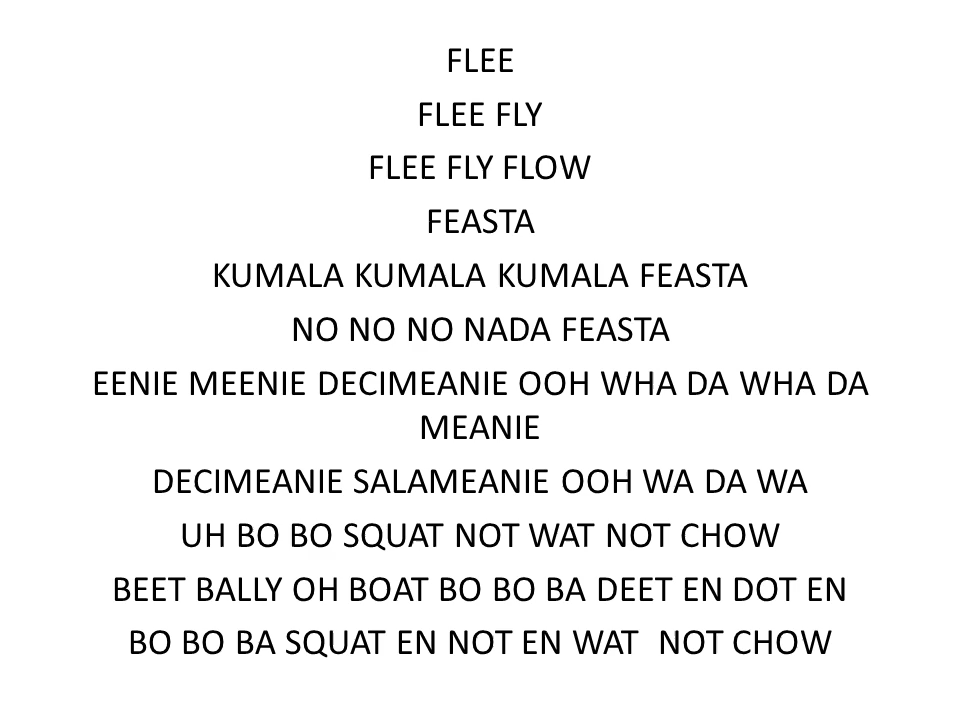 FLEE
FLEE FLY
FLEE FLY FLOW
FEASTA
KUMALA KUMALA KUMALA FEASTA
NO NO NO NADA FEASTA
EENIE MEENIE DECIMEANIE OOH WHA DA WHA DA
MEANIE
DECIMEANIE SALAMEANIE OOH WA DA WA
UH BO BO SQUAT NOT WAT NOT CHOW
BEET BALLY OH BOAT BO BO BA DEET EN DOT EN
BO BO BA SQUAT EN NOT EN WAT  NOT CHOW